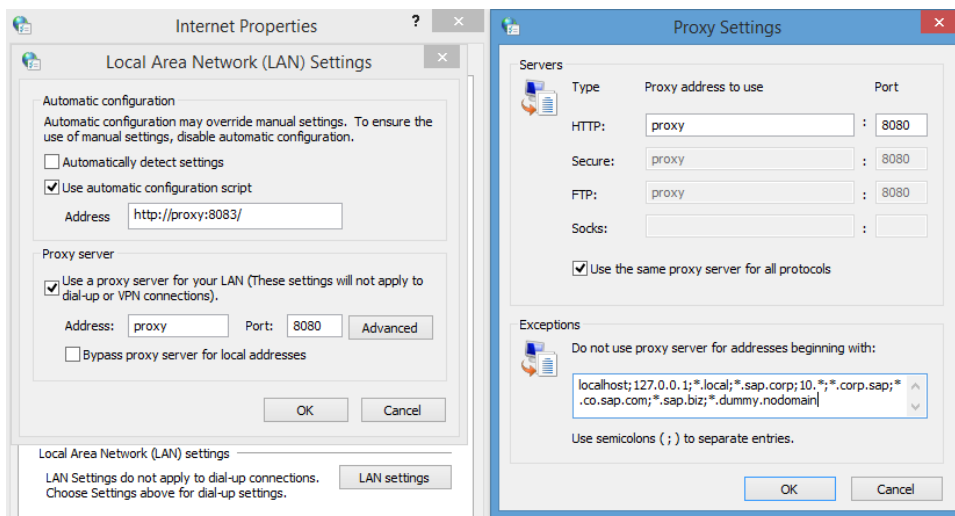 Internet Properties
?
Local Area Network (LAN) Settings
Automatic configuration
Automatic configuration may override manual settings. To ensure the
use of manual settings, disable automatic configuration.
Automatically detect settings
Use automatic configuration script
Address http://proxy:8083/
Proxy server
Use a proxy server for your LAN (These settings will not apply to
dial-up or VPN connections).
Address: proxy Port: 8080 Advanced
Bypass proxy server for local addresses
OK Cancel
Local Area Network (LAN) settings
LAN Settings do not apply to dial-up connections.
Choose Settings above for dial-up settings.
LAN settings
Proxy Settings
Servers
Type Proxy address to use Port
HTTP: proxy : 8080
Secure: proxy : 8080
FTP: proxy : 8080
Socks: :
Use the same proxy server for all protocols
Exceptions
Do not use proxy server for addresses beginning with:
localhost;127.0.0.1;*.local;*.sap.corp;10.*;*.corp.sap;*
.co.sap.com;*.sap.biz;*.dummy.nodomain
Use semicolons ( ; ) to separate entries.
OK Cancel